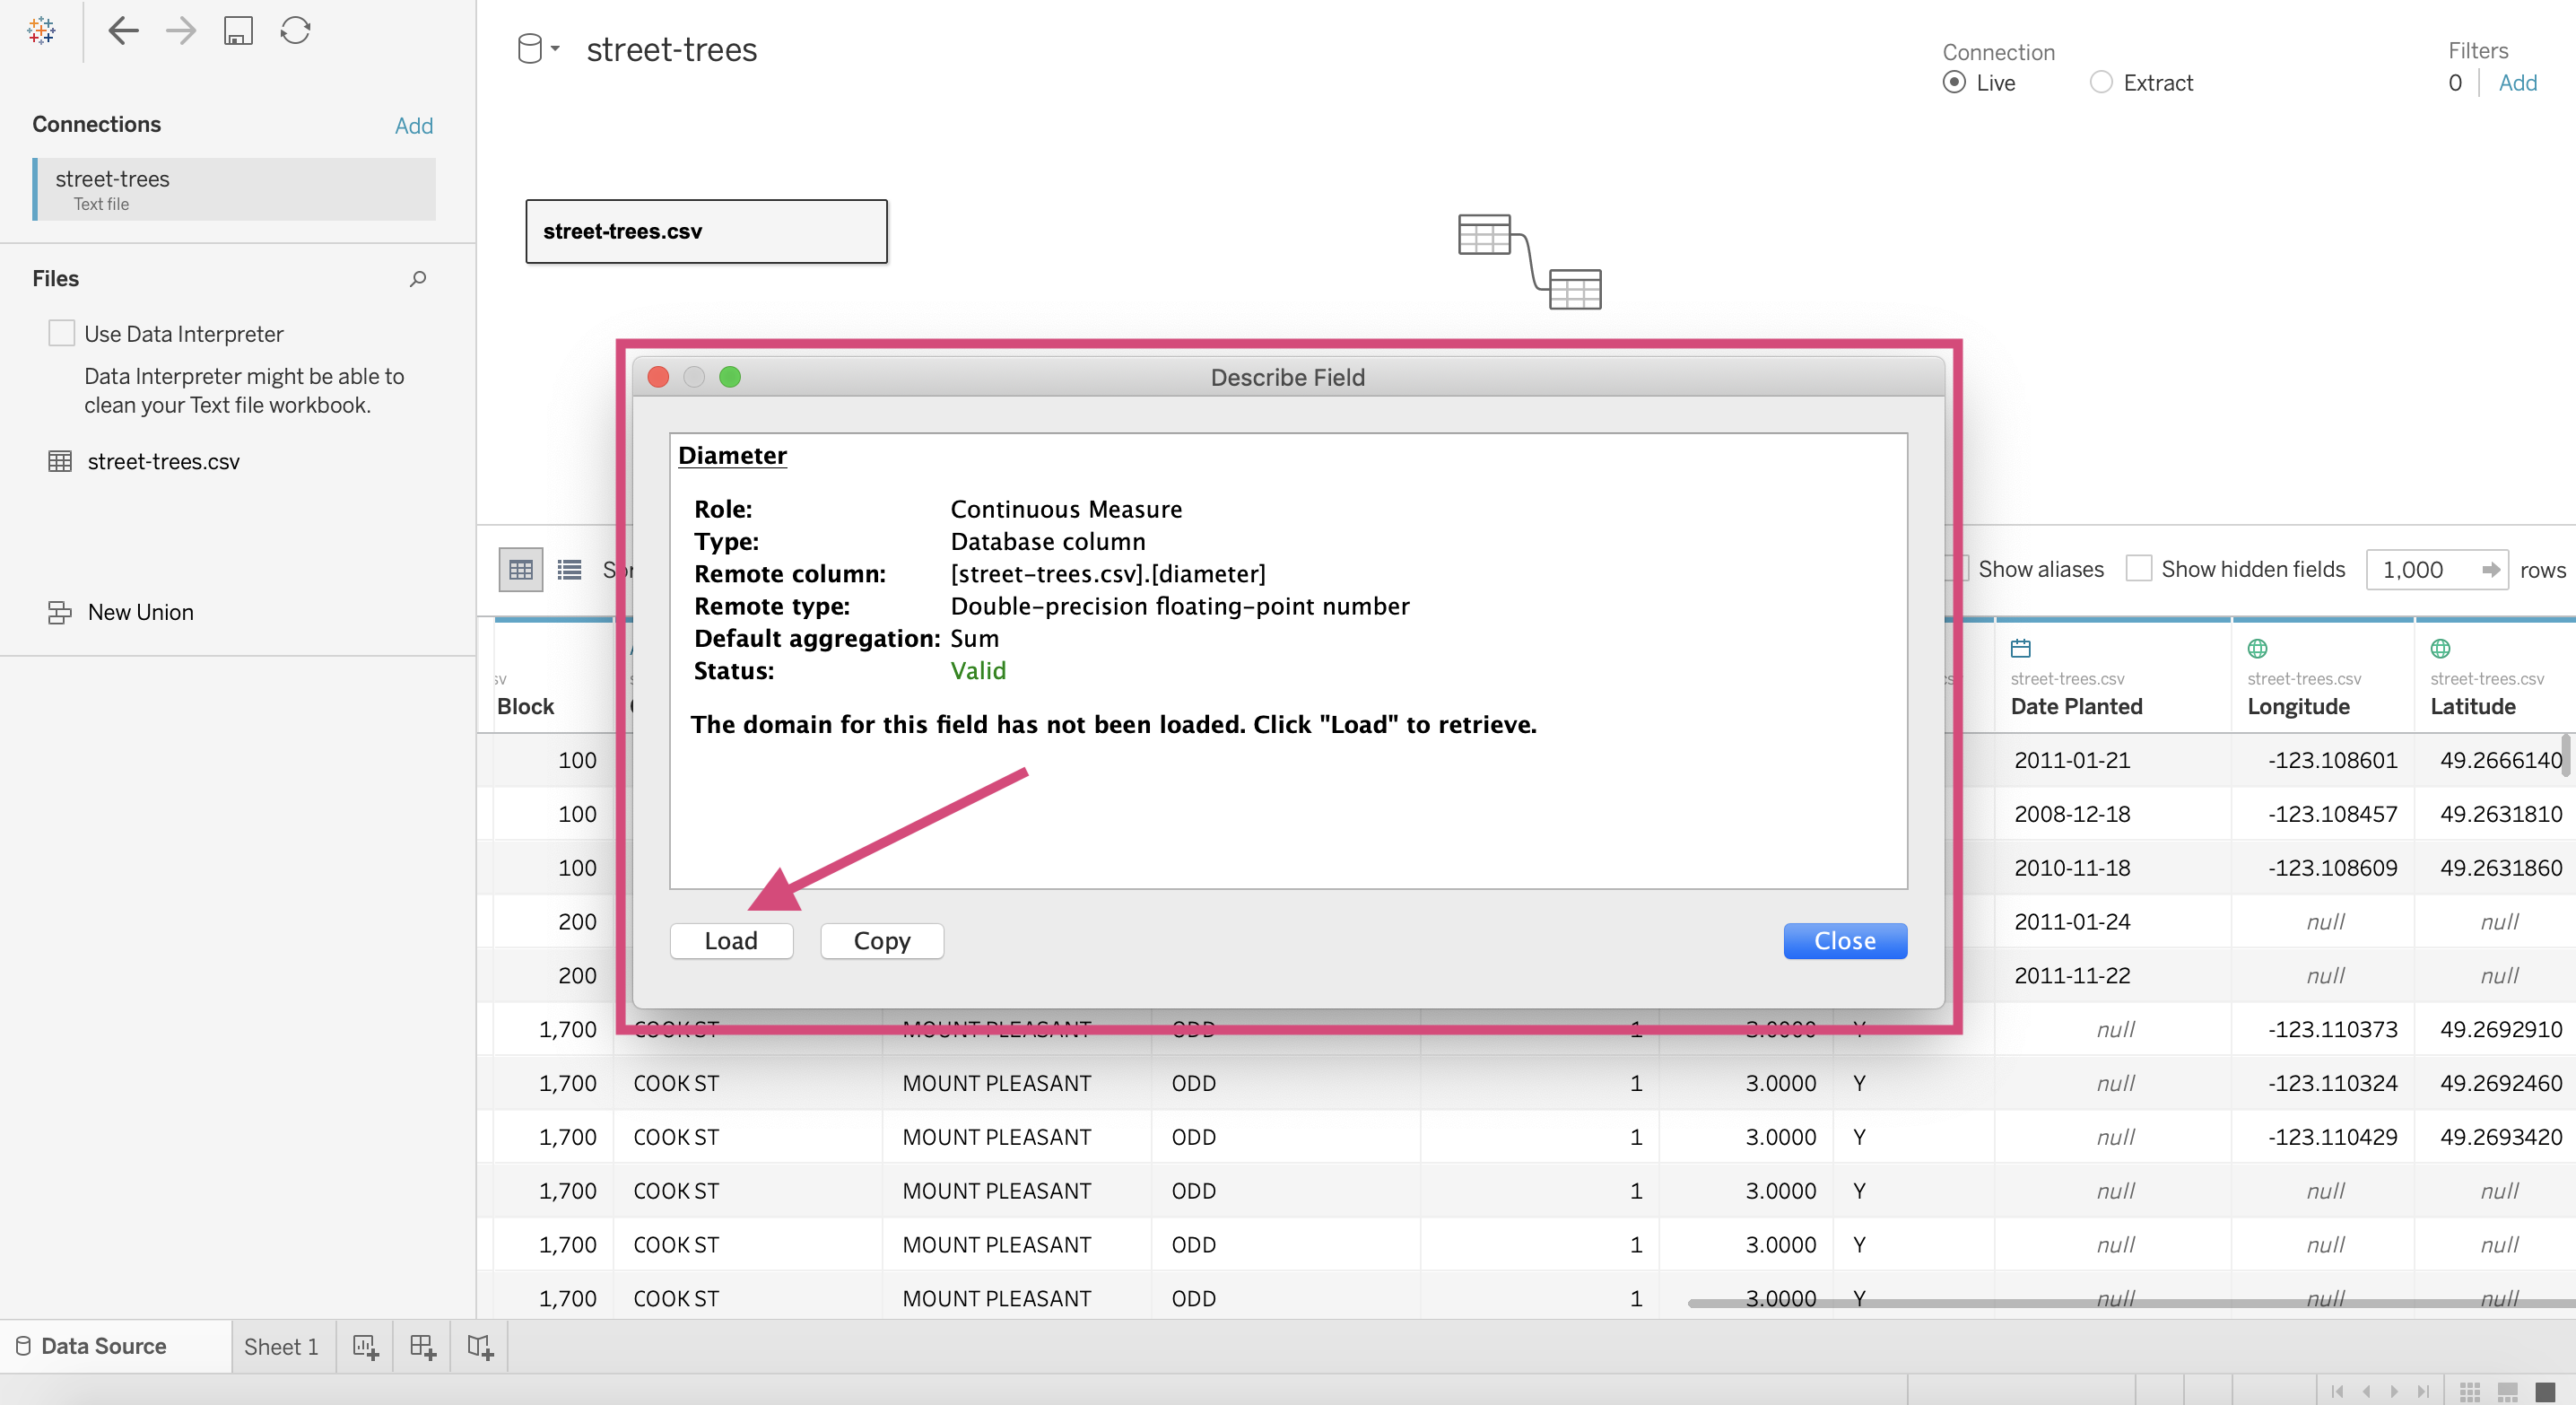 street-trees
Connection
Live
Extract
Filters
0
Add
Connections
Add
street-trees
Text file
street-trees.csv
Files
Use Data Interpreter
Data Interpreter might be able to
clean your Text file workbook.
street-trees.csv
New Union
Describe Field
Diameter
Role: Continuous Measure
Type: Database column
Remote column: [street-trees.csv].[diameter]
Remote type: Double-precision floating-point number
Default aggregation: Sum
Status: Valid
The domain for this field has not been loaded. Click "Load" to retrieve.
Load
Copy
Close
Show aliases
Show hidden fields
1,000
rows
street-trees.csv
street-trees.csv
street-trees.csv
Block
Date Planted
Longitude
Latitude
100 2011-01-21 -123.108601 49.2666140
100 2008-12-18 -123.108457 49.2631810
100 2010-11-18 -123.108609 49.2631860
200 2011-01-24 null null
200 2011-11-22 null null
1,700 COOK ST MOUNT PLEASANT ODD 1 3.0000 Y null -123.110373 49.2692910
1,700 COOK ST MOUNT PLEASANT ODD 1 3.0000 Y null -123.110324 49.2692460
1,700 COOK ST MOUNT PLEASANT ODD 1 3.0000 Y null -123.110429 49.2693420
1,700 COOK ST MOUNT PLEASANT ODD 1 3.0000 Y null null null
1,700 COOK ST MOUNT PLEASANT ODD 1 3.0000 Y null null null
1,700 COOK ST MOUNT PLEASANT ODD 1 3.0000 Y null null null
Data Source
Sheet 1